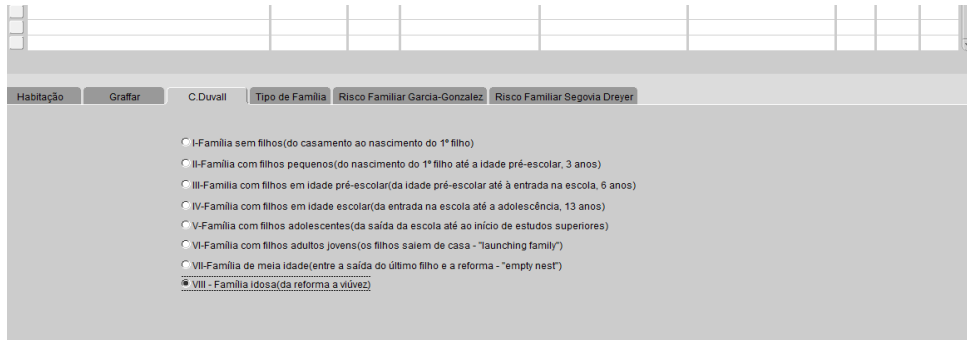 Habitação Graffar C.Duvall Tipo de Família Risco Familiar Garcia-Gonzalez Risco Familiar Segovia Dreyer
I-Família sem filhos(do casamento ao nascimento do 1º filho)
II-Família com filhos pequenos(do nascimento do 1º filho até a idade pré-escolar, 3 anos)
III-Familia com filhos em idade pré-escolar(da idade pré-escolar até à entrada na escola, 6 anos)
IV-Família com filhos em idade escolar(da entrada na escola até a adolescência, 13 anos)
V-Família com filhos adolescentes(da saída da escola até ao início de estudos superiores)
VI-Família com filhos adultos jovens(os filhos saiem de casa - "launching family")
VII-Família de meia idade(entre a saída do último filho e a reforma - "empty nest")
VIII - Família idosa(da reforma a viúvez)